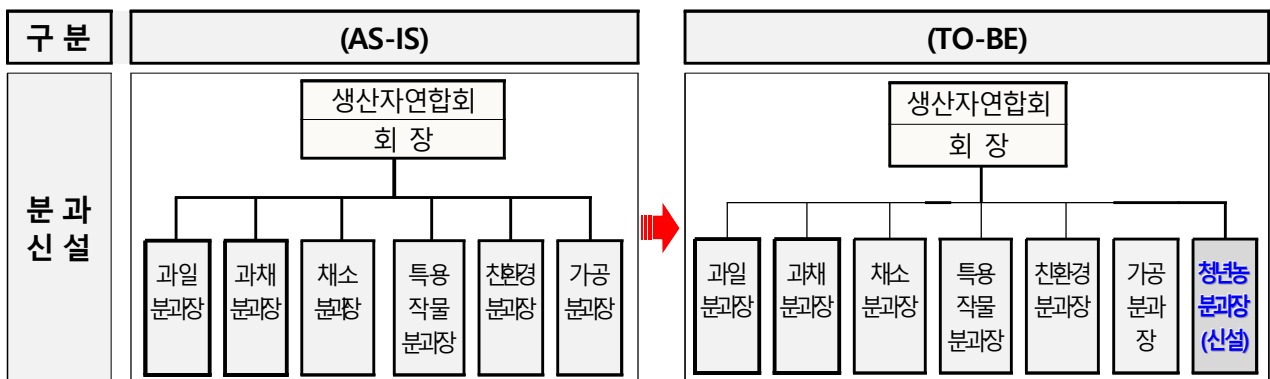 구 분
(AS-IS)
(TO-BE)
분 과
신 설
생산자연합회
회 장
과일
분과장
과채
분과장
채소
분과장
특용
작물
분과장
친환경
분과장
가공
분과장
생산자연합회
회 장
과일
분과장
과채
분과장
채소
분과장
특용
작물
분과장
친환경
분과장
가공
분과
장
청년농
분과장
(신설)